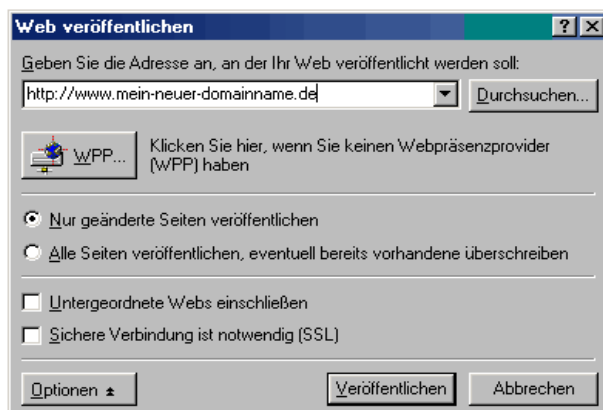 Web veröffentlichen
Geben Sie die Adresse an, an der Ihr Web veröffentlicht werden soll:
http://www.mein-neuer-domainname.de
Durchsuchen...
WPP...
Klicken Sie hier, wenn Sie keinen Webpräsenzprovider
(WPP) haben
Nur geänderte Seiten veröffentlichen
Alle Seiten veröffentlichen, eventuell bereits vorhandene überschreiben
Untergeordnete Webs einschließen
Sichere Verbindung ist notwendig (SSL)
Optionen
Veröffentlichen
Abbrechen